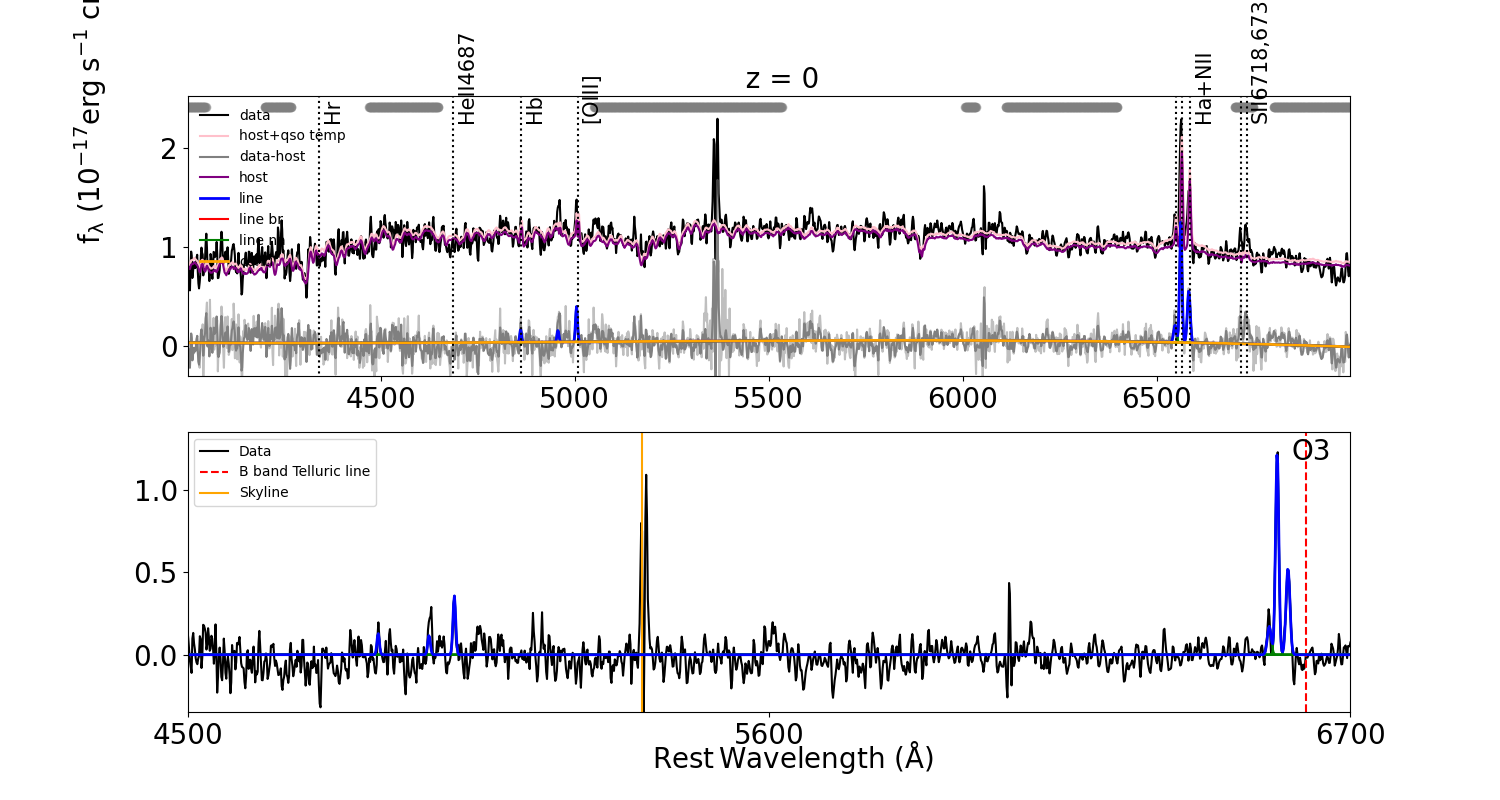 z = 0
f_λ (10^−17 erg s^−1
Hr
HeII4687
Hb
[OIII]
Ha+NII
SII6718,673
data
host+qso temp
data-host
host
line
line br
line n
2
1
0
4500 5000 5500 6000 6500
Data
B band Telluric line
Skyline
O3
1.0
0.5
0.0
4500 5600 6700
Rest Wavelength (Å)